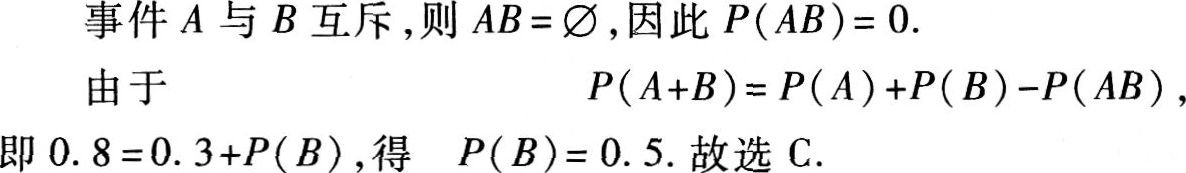 事件 A 与 B 互斥,则 AB=∅,因此 P(AB)=0.
由于 P(A+B)=P(A)+P(B)-P(AB),
即 0.8=0.3+P(B),得 P(B)=0.5. 故选 C.